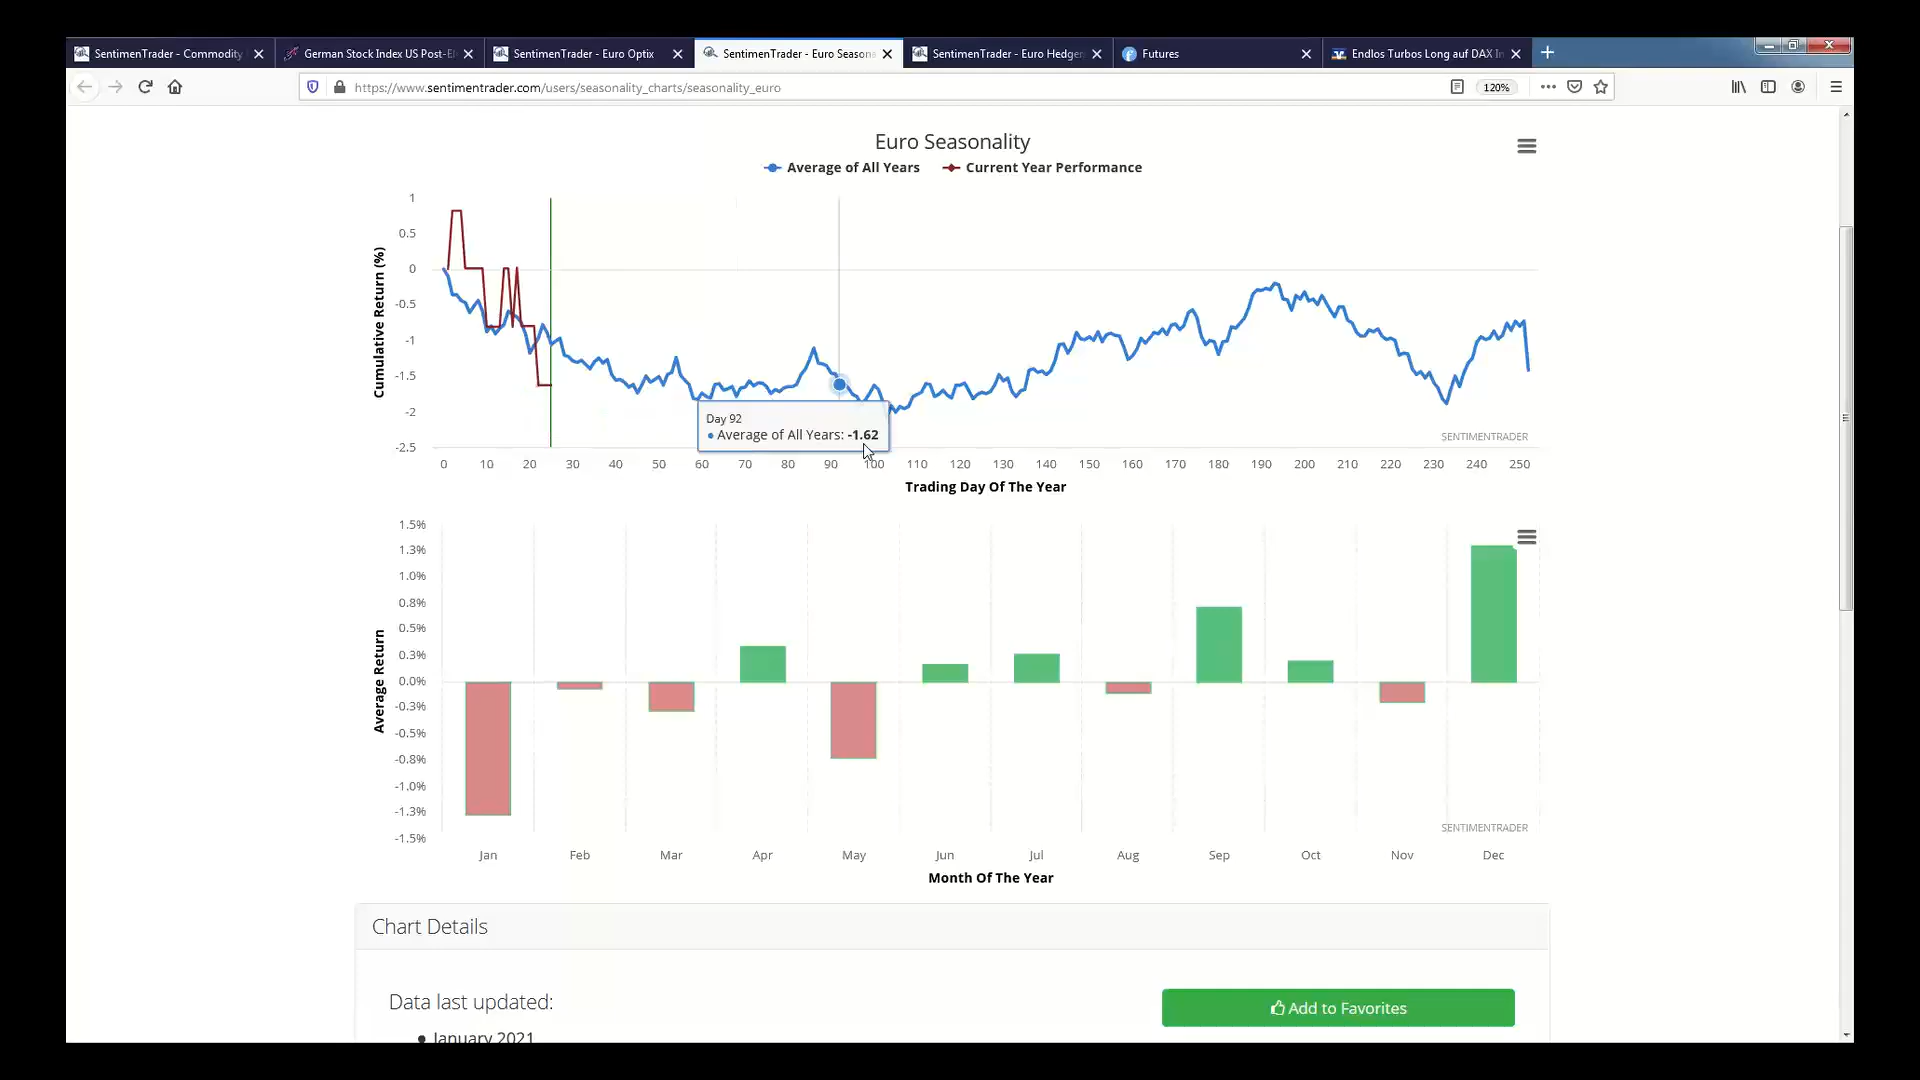 SentimenTrader - Commodity
German Stock Index US Post-El
SentimenTrader - Euro Optix
SentimenTrader - Euro Seasona
SentimenTrader - Euro Hedger
Futures
Endlos Turbos Long auf DAX In
https://www.sentimentrader.com/users/seasonality_charts/seasonality_euro
120%
Euro Seasonality
Average of All Years
Current Year Performance
Cumulative Return (%)
1
0.5
0
-0.5
-1
-1.5
-2
-2.5
Day 92
Average of All Years: -1.62
SENTIMENTRADER
0 10 20 30 40 50 60 70 80 90 100 110 120 130 140 150 160 170 180 190 200 210 220 230 240 250
Trading Day Of The Year
Average Return
1.5%
1.3%
1.0%
0.8%
0.5%
0.3%
0.0%
-0.3%
-0.5%
-0.8%
-1.0%
-1.3%
-1.5%
SENTIMENTRADER
Jan Feb Mar Apr May Jun Jul Aug Sep Oct Nov Dec
Month Of The Year
Chart Details
Data last updated:
Add to Favorites
January 2021